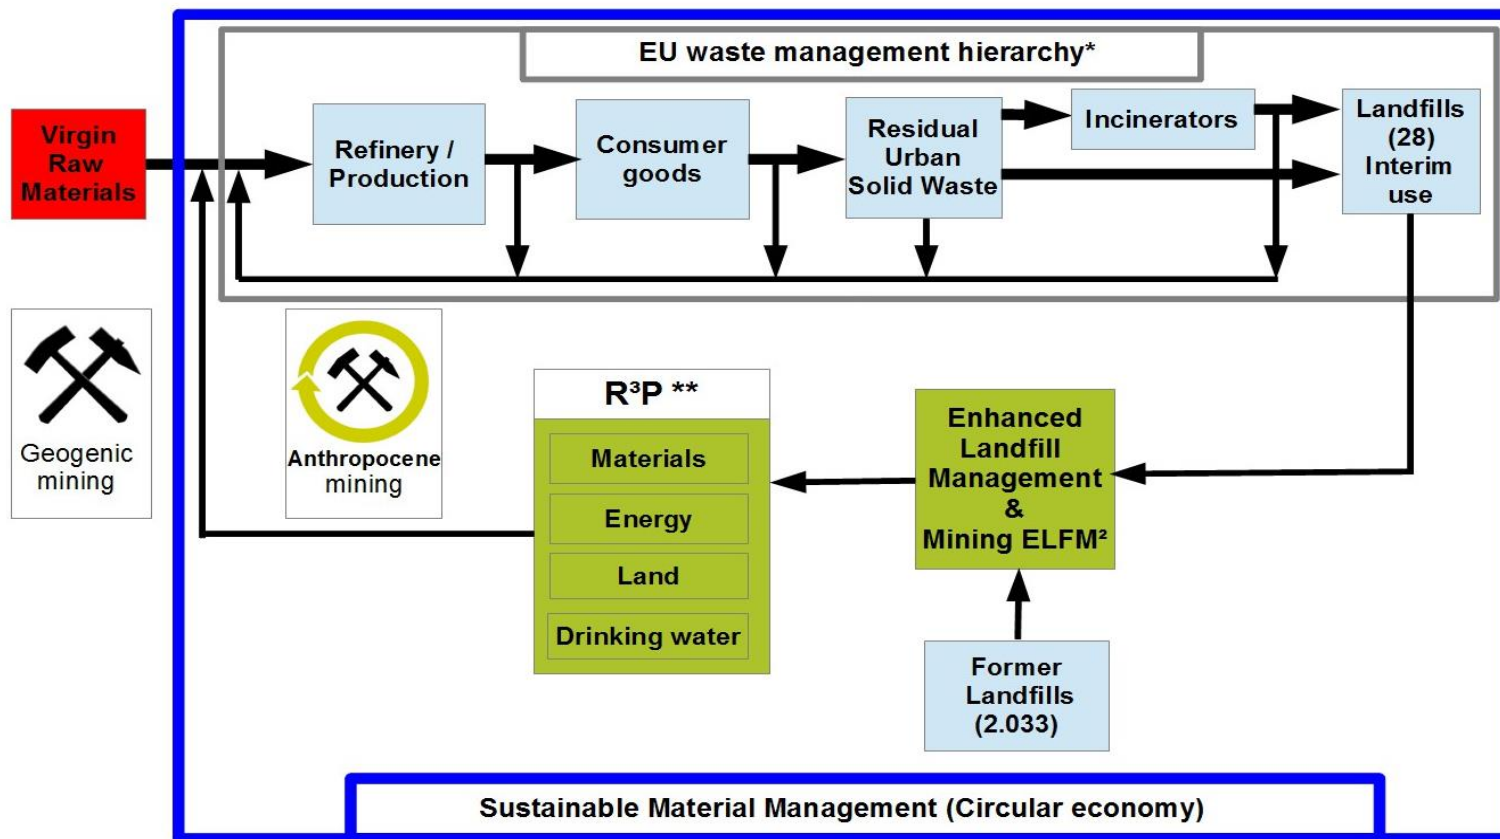 EU waste management hierarchy*
Virgin
Raw
Materials
Refinery /
Production
Consumer
goods
Residual
Urban
Solid Waste
Incinerators
Landfills
(28)
Interim
use
Geogenic
mining
Anthropocene
mining
R³P **
Materials
Energy
Land
Drinking water
Enhanced
Landfill
Management
&
Mining ELFM²
Former
Landfills
(2.033)
Sustainable Material Management (Circular economy)